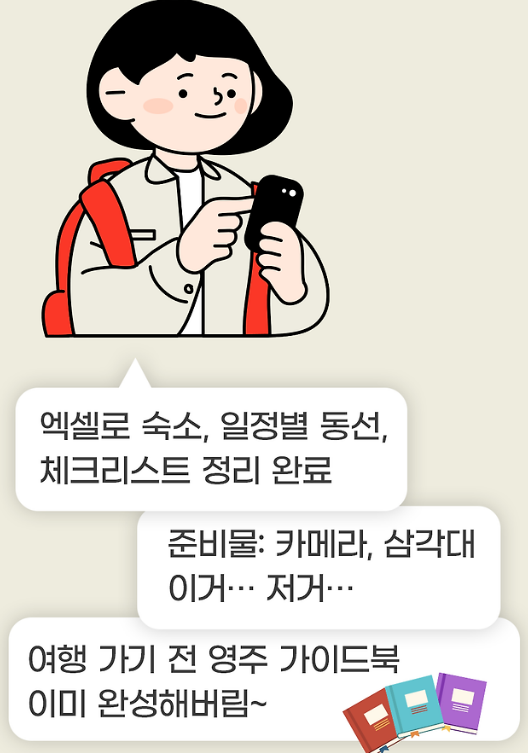 엑셀로 숙소, 일정별 동선,
체크리스트 정리 완료
준비물: 카메라, 삼각대
이거… 저거…
여행 가기 전 영주 가이드북
이미 완성해버림~